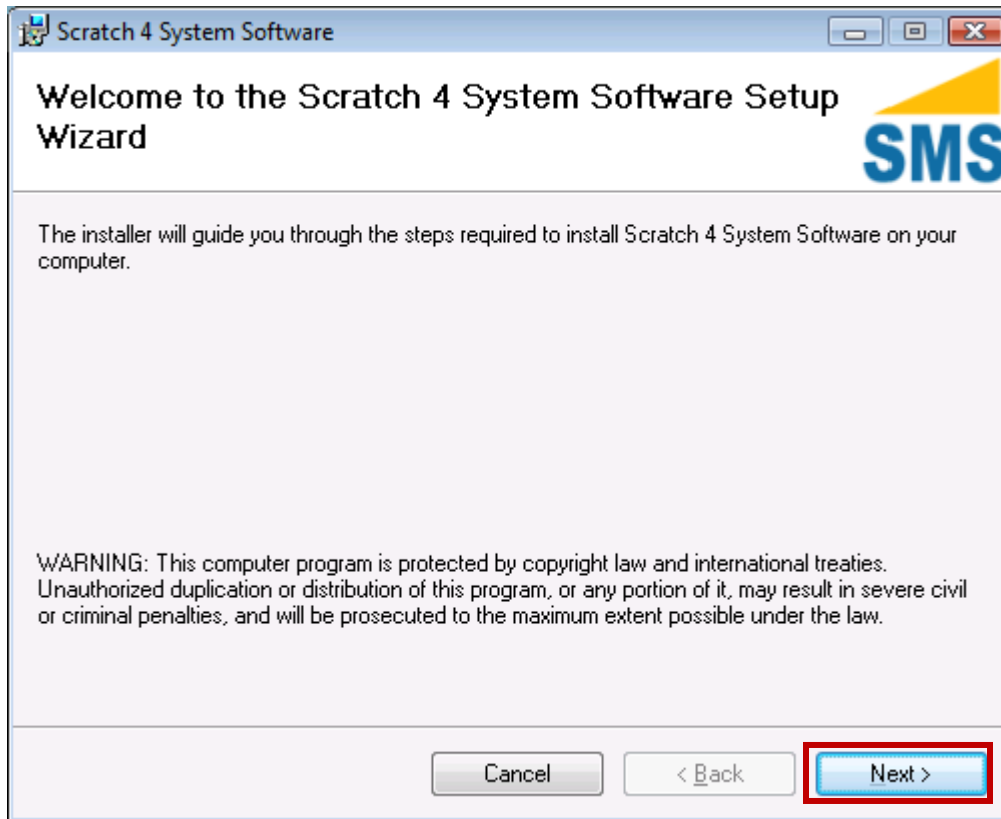 Scratch 4 System Software
Welcome to the Scratch 4 System Software Setup
Wizard
SMS
The installer will guide you through the steps required to install Scratch 4 System Software on your
computer.
WARNING: This computer program is protected by copyright law and international treaties.
Unauthorized duplication or distribution of this program, or any portion of it, may result in severe civil
or criminal penalties, and will be prosecuted to the maximum extent possible under the law.
Cancel
< Back
Next >